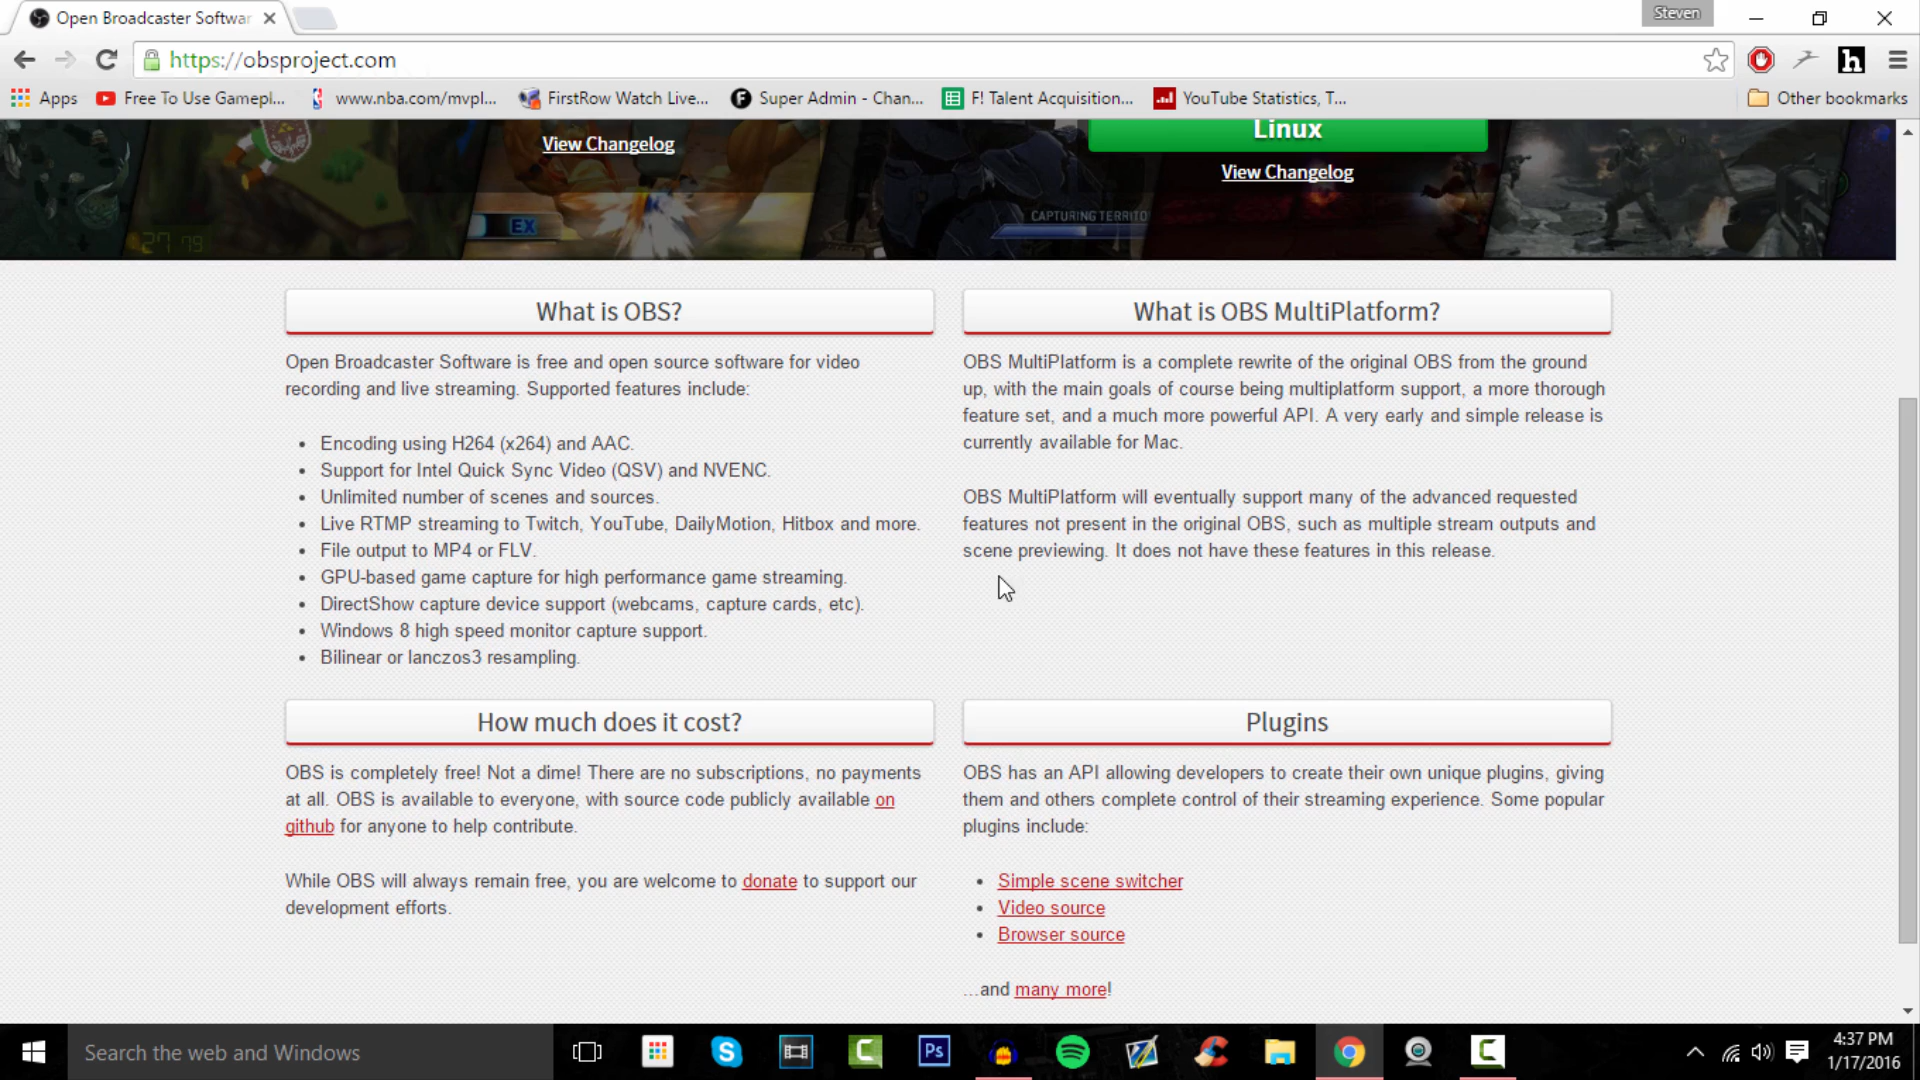 Open Broadcaster Softwar
Steven
https://obsproject.com
Apps
Free To Use Gamepl...
www.nba.com/mvpl...
FirstRow Watch Live...
Super Admin - Chan...
F! Talent Acquisition...
YouTube Statistics, T...
Other bookmarks
View Changelog
Linux
View Changelog
EX
CAPTURING TERRITO
What is OBS?
Open Broadcaster Software is free and open source software for video
recording and live streaming. Supported features include:
• Encoding using H264 (x264) and AAC.
• Support for Intel Quick Sync Video (QSV) and NVENC.
• Unlimited number of scenes and sources.
• Live RTMP streaming to Twitch, YouTube, DailyMotion, Hitbox and more.
• File output to MP4 or FLV.
• GPU-based game capture for high performance game streaming.
• DirectShow capture device support (webcams, capture cards, etc).
• Windows 8 high speed monitor capture support.
• Bilinear or lanczos3 resampling.
What is OBS MultiPlatform?
OBS MultiPlatform is a complete rewrite of the original OBS from the ground
up, with the main goals of course being multiplatform support, a more thorough
feature set, and a much more powerful API. A very early and simple release is
currently available for Mac.
OBS MultiPlatform will eventually support many of the advanced requested
features not present in the original OBS, such as multiple stream outputs and
scene previewing. It does not have these features in this release.
How much does it cost?
OBS is completely free! Not a dime! There are no subscriptions, no payments
at all. OBS is available to everyone, with source code publicly available on
github for anyone to help contribute.
While OBS will always remain free, you are welcome to donate to support our
development efforts.
Plugins
OBS has an API allowing developers to create their own unique plugins, giving
them and others complete control of their streaming experience. Some popular
plugins include:
• Simple scene switcher
• Video source
• Browser source
...and many more!
Search the web and Windows
Ps
4:37 PM
1/17/2016